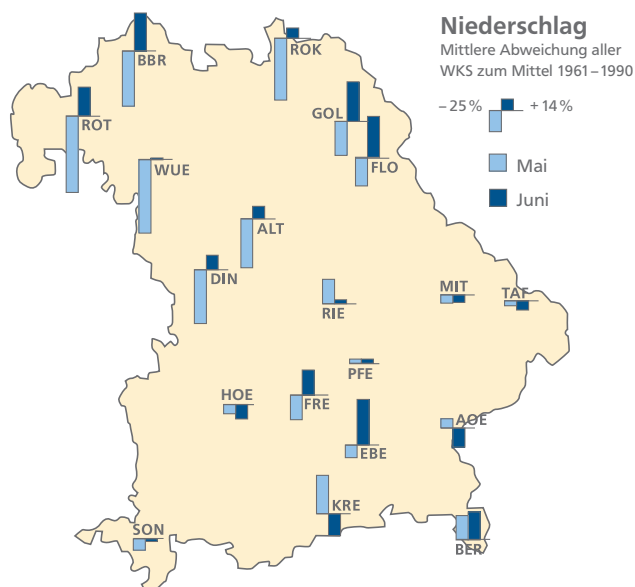 Niederschlag
Mittlere Abweichung aller
WKS zum Mittel 1961–1990
– 25 % + 14 %
Mai
Juni
BBR
ROK
ROT
GOL
WUE
FLO
ALT
DIN
MIT
TAF
RIE
PFE
HOE
FRE
AOE
EBE
KRE
SON
BER